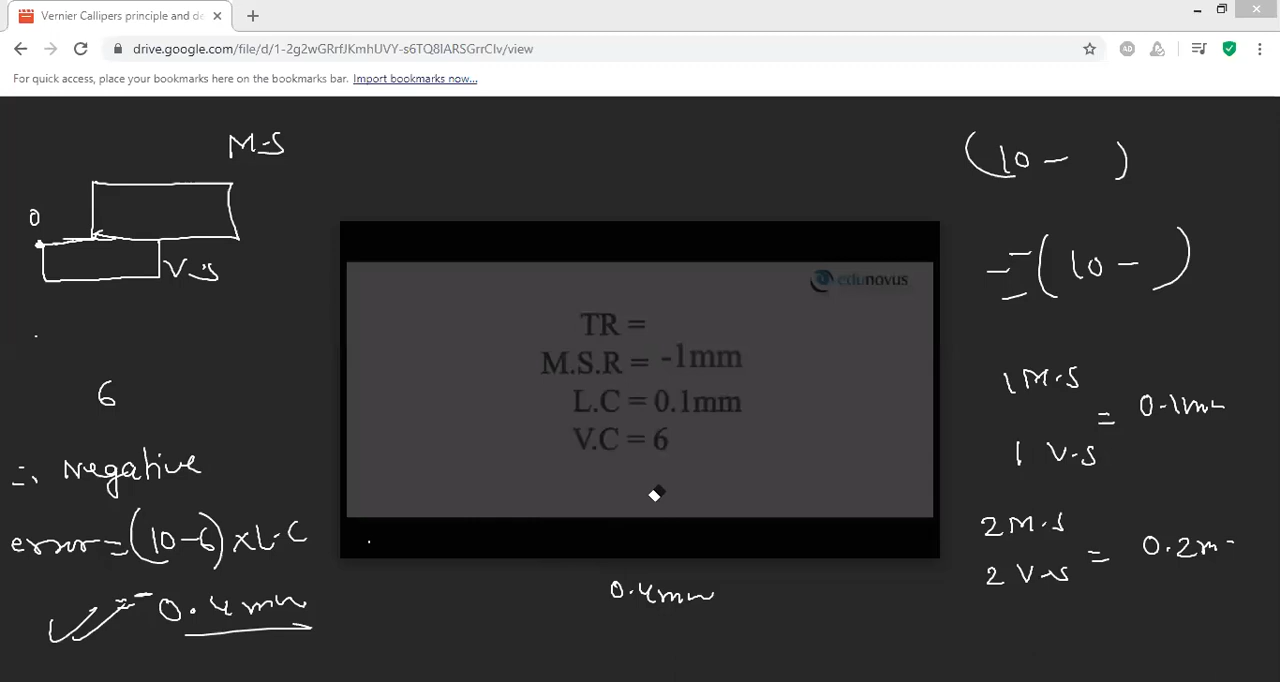 Vernier Callipers principle and de
drive.google.com/file/d/1-2g2wGRrfJKmhUVY-s6TQ8IARSGrrCIv/view
For quick access, place your bookmarks here on the bookmarks bar. Import bookmarks now...
M-S
0
V-S
6
∴ Negative
error = (10-6) x L-C
= - 0.4 mm
edunovus
TR =
M.S.R = -1mm
L.C = 0.1mm
V.C = 6
0.4mm
(10 - )
= (10 - )
1 M.S
= 0.1mm
1 V-S
2 M.S
= 0.2m
2 V-S